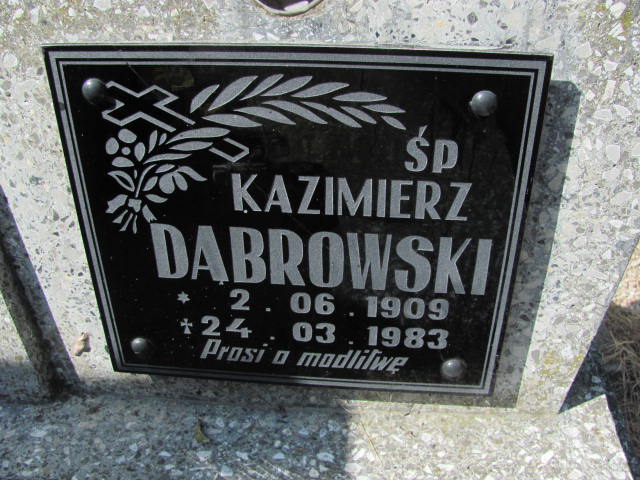 ŚP
KAZIMIERZ
DĄBROWSKI
* 2. 06. 1909
✝ 24. 03. 1983
Prosi o modlitwę